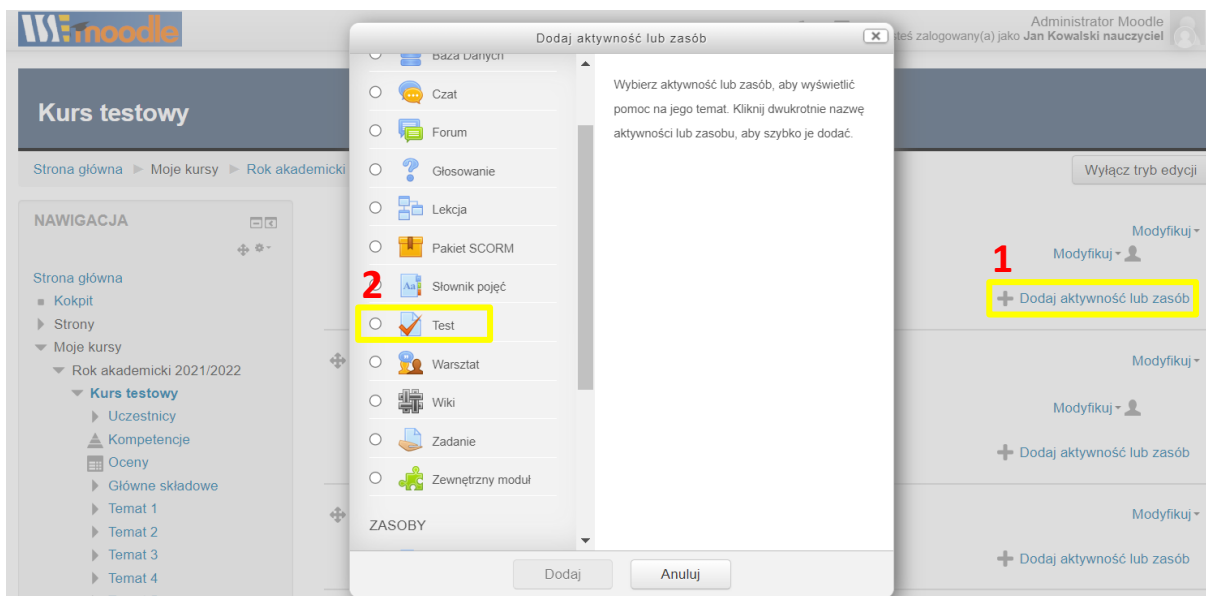 WSE moodle
Administrator Moodle
teś zalogowany(a) jako Jan Kowalski nauczyciel
Kurs testowy
Strona główna Moje kursy Rok akademicki
Wyłącz tryb edycji
NAWIGACJA
Strona główna
Kokpit
Strony
Moje kursy
Rok akademicki 2021/2022
Kurs testowy
Uczestnicy
Kompetencje
Oceny
Główne składowe
Temat 1
Temat 2
Temat 3
Temat 4
Dodaj aktywność lub zasób
Baza Danych
Czat
Forum
Głosowanie
Lekcja
Pakiet SCORM
2
Słownik pojęć
Test
Warsztat
Wiki
Zadanie
Zewnętrzny moduł
ZASOBY
Wybierz aktywność lub zasób, aby wyświetlić
pomoc na jego temat. Kliknij dwukrotnie nazwę
aktywności lub zasobu, aby szybko je dodać.
Dodaj
Anuluj
Modyfikuj
1
Modyfikuj
Dodaj aktywność lub zasób
Modyfikuj
Modyfikuj
Dodaj aktywność lub zasób
Modyfikuj
Dodaj aktywność lub zasób